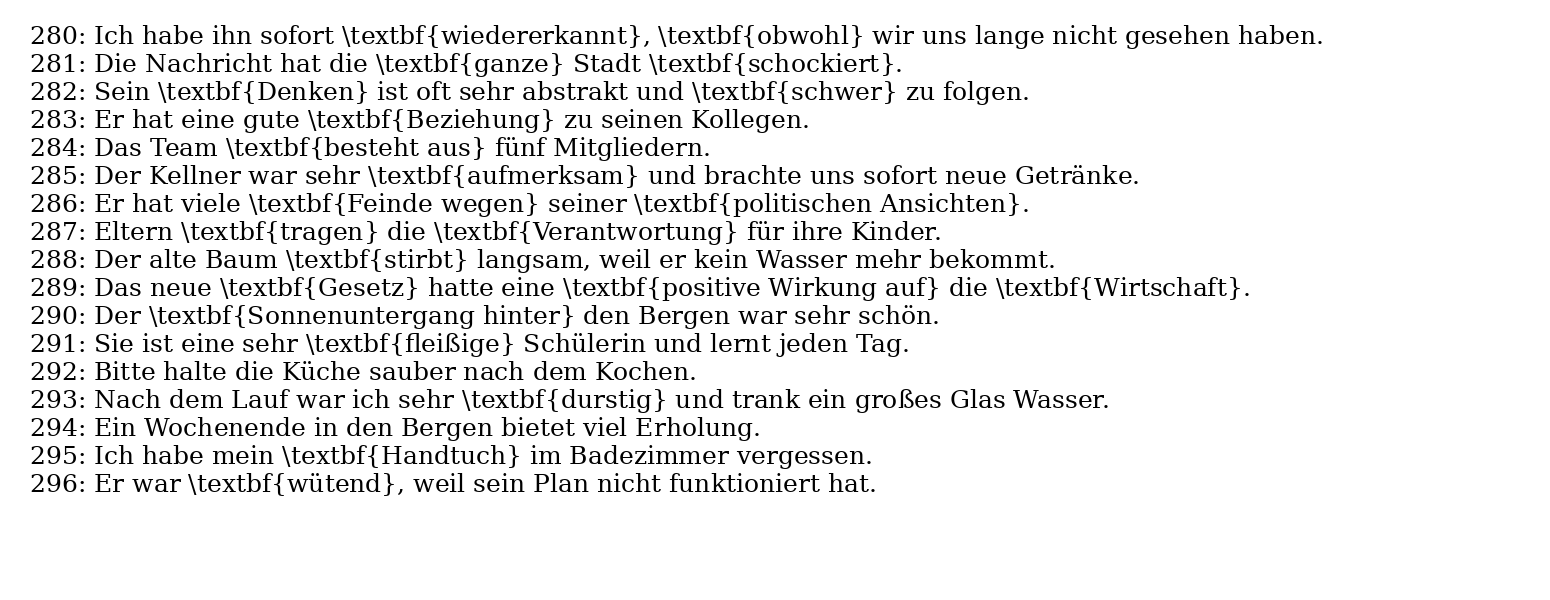 280: Ich habe ihn sofort \textbf{wiedererkannt}, \textbf{obwohl} wir uns lange nicht gesehen haben.
281: Die Nachricht hat die \textbf{ganze} Stadt \textbf{schockiert}.
282: Sein \textbf{Denken} ist oft sehr abstrakt und \textbf{schwer} zu folgen.
283: Er hat eine gute \textbf{Beziehung} zu seinen Kollegen.
284: Das Team \textbf{besteht aus} fünf Mitgliedern.
285: Der Kellner war sehr \textbf{aufmerksam} und brachte uns sofort neue Getränke.
286: Er hat viele \textbf{Feinde wegen} seiner \textbf{politischen Ansichten}.
287: Eltern \textbf{tragen} die \textbf{Verantwortung} für ihre Kinder.
288: Der alte Baum \textbf{stirbt} langsam, weil er kein Wasser mehr bekommt.
289: Das neue \textbf{Gesetz} hatte eine \textbf{positive Wirkung auf} die \textbf{Wirtschaft}.
290: Der \textbf{Sonnenuntergang hinter} den Bergen war sehr schön.
291: Sie ist eine sehr \textbf{fleißige} Schülerin und lernt jeden Tag.
292: Bitte halte die Küche sauber nach dem Kochen.
293: Nach dem Lauf war ich sehr \textbf{durstig} und trank ein großes Glas Wasser.
294: Ein Wochenende in den Bergen bietet viel Erholung.
295: Ich habe mein \textbf{Handtuch} im Badezimmer vergessen.
296: Er war \textbf{wütend}, weil sein Plan nicht funktioniert hat.